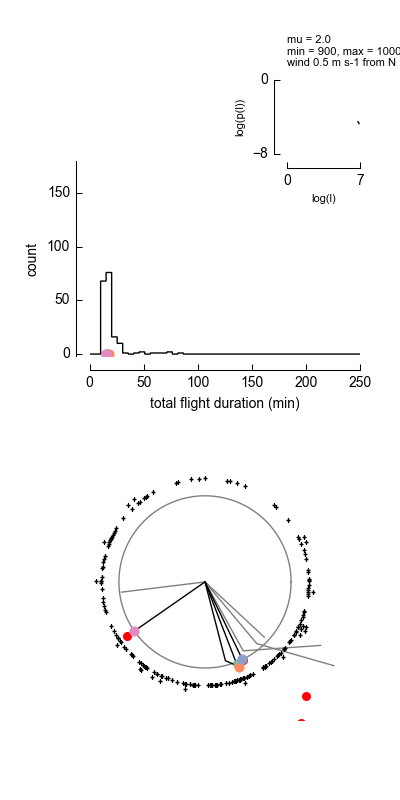 mu = 2.0
min = 900, max = 1000
wind 0.5 m s-1 from N
0
−8
log(p(l))
0 7
log(l)
150
100
50
0
count
0 50 100 150 200 250
total flight duration (min)